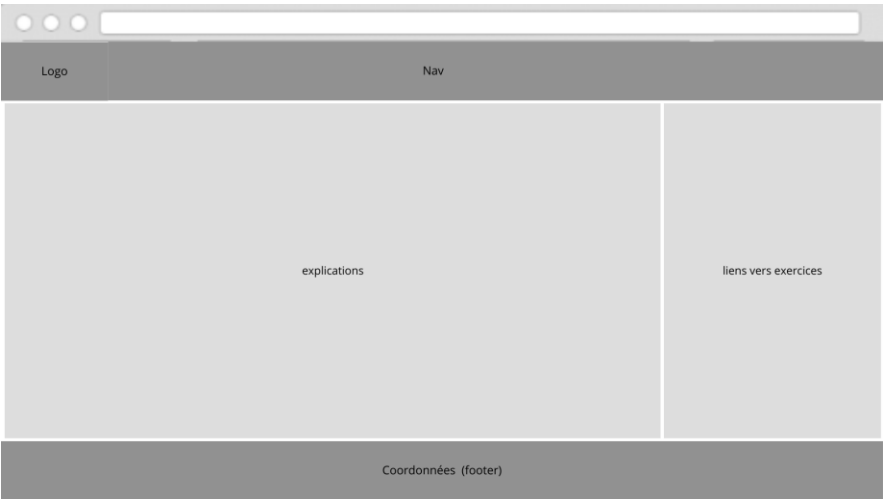 Logo
Nav
explications
liens vers exercices
Coordonnées (footer)